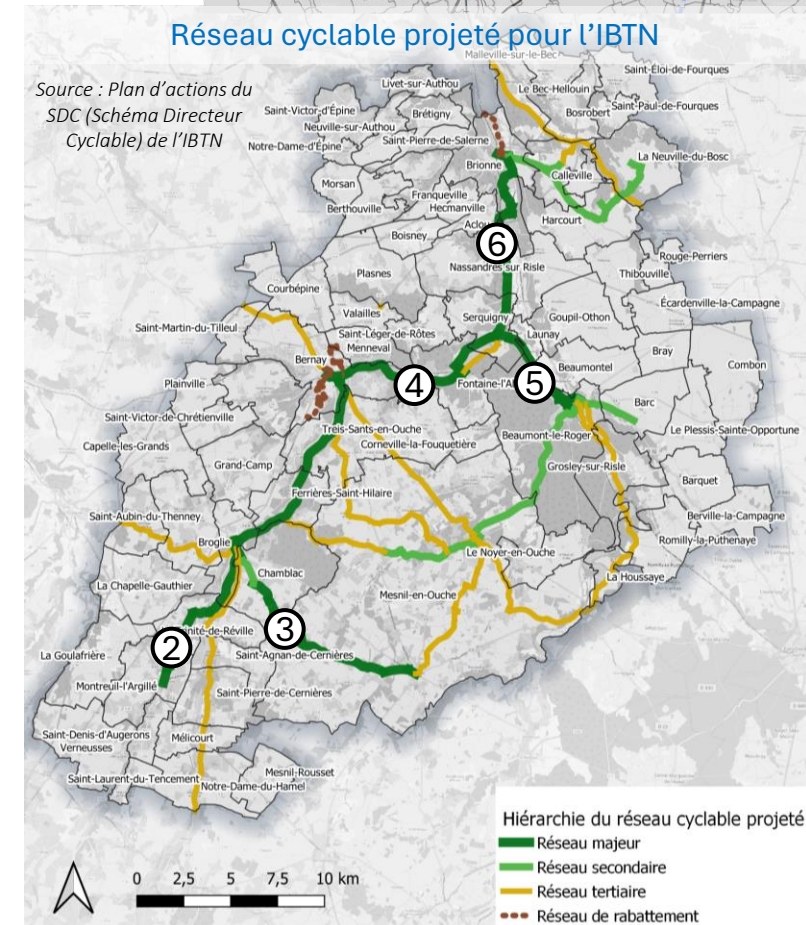 Réseau cyclable projeté pour l'IBTN
Malleville-sur-le-Bec
Source : Plan d'actions du
SDC (Schéma Directeur
Cyclable) de l'IBTN
Saint-Éloi-de-Fourques
Livet-sur-Authou
Le Bec-Hellouin
Saint-Victor-d'Épine
Brétigny
Bosrobert
Saint-Paul-de-Fourques
Neuville-sur-Authou
Notre-Dame-d'Épine
Saint-Pierre-de-Salerne
La Neuville-du-Bosc
Brionne
Calleville
Morsan
Franqueville
Berthouville
Hecmanville
Harcourt
Aclou
Boisney
6
Rouge-Perriers
Nassandres sur Risle
Plasnes
Thibouville
Courbépine
Écardenville-la-Campagne
Valailles
Serquigny
Goupil-Othon
Saint-Martin-du-Tilleul
Saint-Léger-de-Rôtes
Launay
Menneval
Bray
Bernay
Beaumontel
Combon
Plainville
4
Fontaine-l'A
5
Barc
Saint-Victor-de-Chrétienville
Treis-Sants-en-Ouche
Beaumont-le-Roger
Le Plessis-Sainte-Opportune
Capelle-les-Grands
Corneville-la-Fouquetière
Grand-Camp
Grosley-sur-Risle
Barquet
Ferrières-Saint-Hilaire
Saint-Aubin-du-Thenney
Berville-la-Campagne
Broglie
Romilly-la-Puthenaye
Le Noyer-en-Ouche
Chamblac
La Houssaye
La Chapelle-Gauthier
Mesnil-en-Ouche
nité-de-Réville
3
2
La Goulafrière
Saint-Agnan-de-Cernières
Montreuil-l'Argillé
Saint-Pierre-de-Cernières
Saint-Denis-d'Augerons
Mélicourt
Verneusses
Mesnil-Rousset
Saint-Laurent-du-Tencement
Notre-Dame-du-Hamel
Hiérarchie du réseau cyclable projeté
Réseau majeur
Réseau secondaire
Réseau tertiaire
Réseau de rabattement
0 2,5 5 7,5 10 km